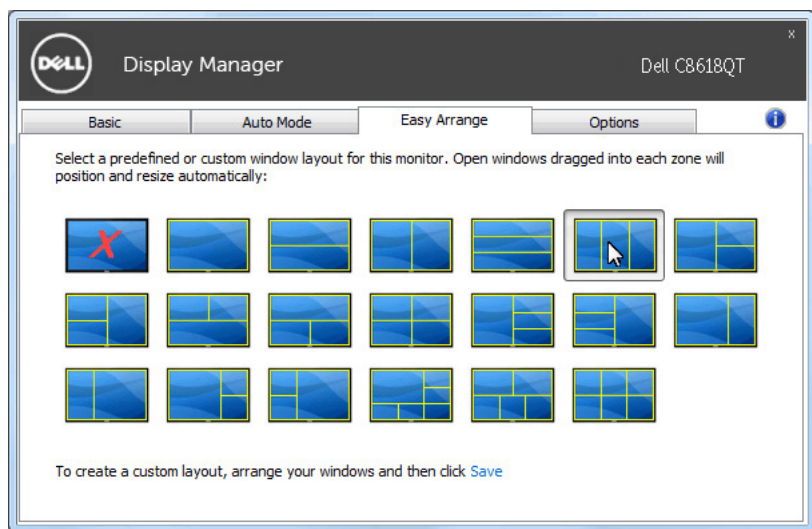 DELL
Display Manager
Dell C8618QT
x
Basic
Auto Mode
Easy Arrange
Options
i
Select a predefined or custom window layout for this monitor. Open windows dragged into each zone will
position and resize automatically:
X
To create a custom layout, arrange your windows and then click Save